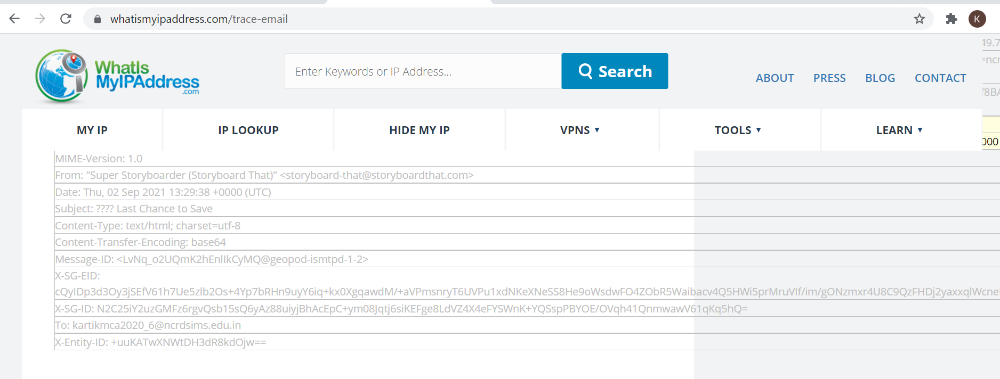 whatismyipaddress.com/trace-email
K
WhatIs
MyIPAddress
.com
Enter Keywords or IP Address...
Search
ABOUT PRESS BLOG CONTACT
49.7
=ncr
f8BA
MY IP IP LOOKUP HIDE MY IP VPNS ▼ TOOLS ▼ LEARN ▼
000
MIME-Version: 1.0
From: "Super Storyboarder (Storyboard That)" <storyboard-that@storyboardthat.com>
Date: Thu, 02 Sep 2021 13:29:38 +0000 (UTC)
Subject: ???? Last Chance to Save
Content-Type: text/html; charset=utf-8
Content-Transfer-Encoding: base64
Message-ID: <LvNq_o2UQmK2hEnlIkCyMQ@geopod-ismtpd-1-2>
X-SG-EID:
cQyIDp3d3Oy3jSEfV61h7Ue5zlb2Os+4Yp7bRHn9uyY6iq+kx0XgqawdM/+aVPmsnryT6UVPu1xdNKeXNeSS8He9oWsdwFO4ZObR5Waibacv4Q5HWi5prMruVIf/im/gONzmxr4U8C9QzFHDj2yaxxqlWcne
X-SG-ID: N2C25iY2uzGMFz6rgvQsb15sQ6yAz88uiyjBhAcEpC+ym08Jqtj6siKEFge8LdVZ4X4eFYSWnK+YQSspPBYOE/OVqh41QnmwawV61qKq5hQ=
To: kartikmca2020_6@ncrdsims.edu.in
X-Entity-ID: +uuKATwXNWtDH3dR8kdOjw==